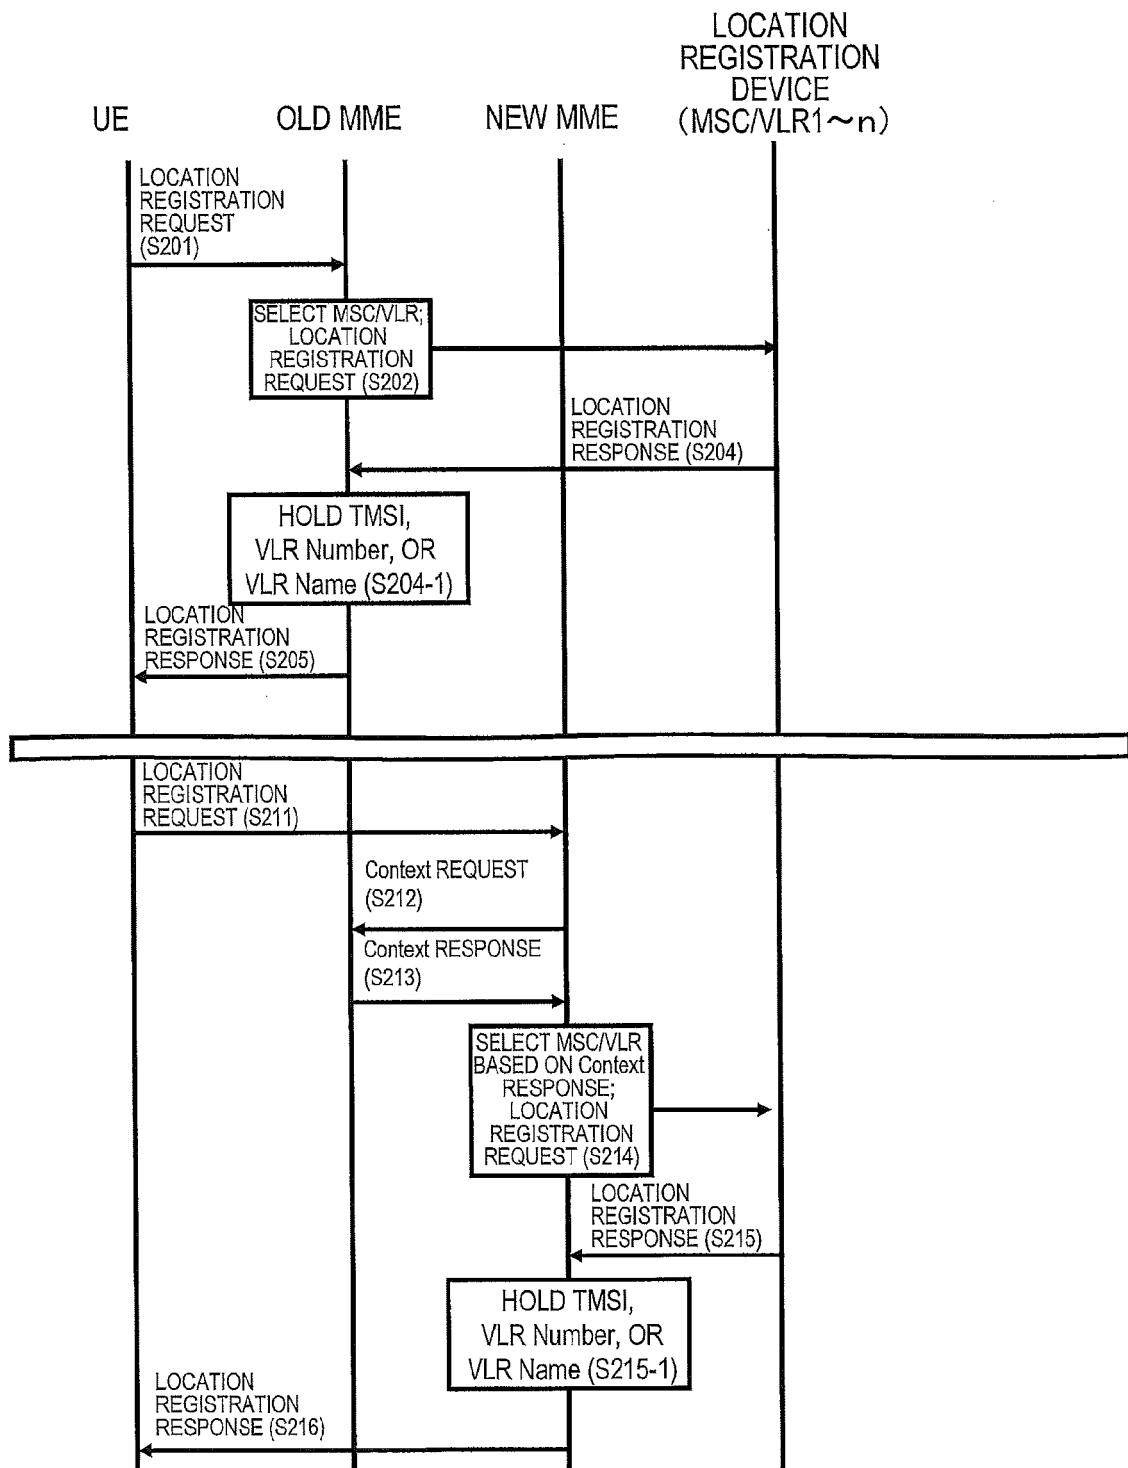 LOCATION
REGISTRATION
DEVICE
(MSC/VLR1～n)
UE
OLD MME
NEW MME
LOCATION
REGISTRATION
REQUEST
(S201)
SELECT MSC/VLR;
LOCATION
REGISTRATION
REQUEST (S202)
LOCATION
REGISTRATION
RESPONSE (S204)
HOLD TMSI,
VLR Number, OR
VLR Name (S204-1)
LOCATION
REGISTRATION
RESPONSE (S205)
LOCATION
REGISTRATION
REQUEST (S211)
Context REQUEST
(S212)
Context RESPONSE
(S213)
SELECT MSC/VLR
BASED ON Context
RESPONSE;
LOCATION
REGISTRATION
REQUEST (S214)
LOCATION
REGISTRATION
RESPONSE (S215)
HOLD TMSI,
VLR Number, OR
VLR Name (S215-1)
LOCATION
REGISTRATION
RESPONSE (S216)